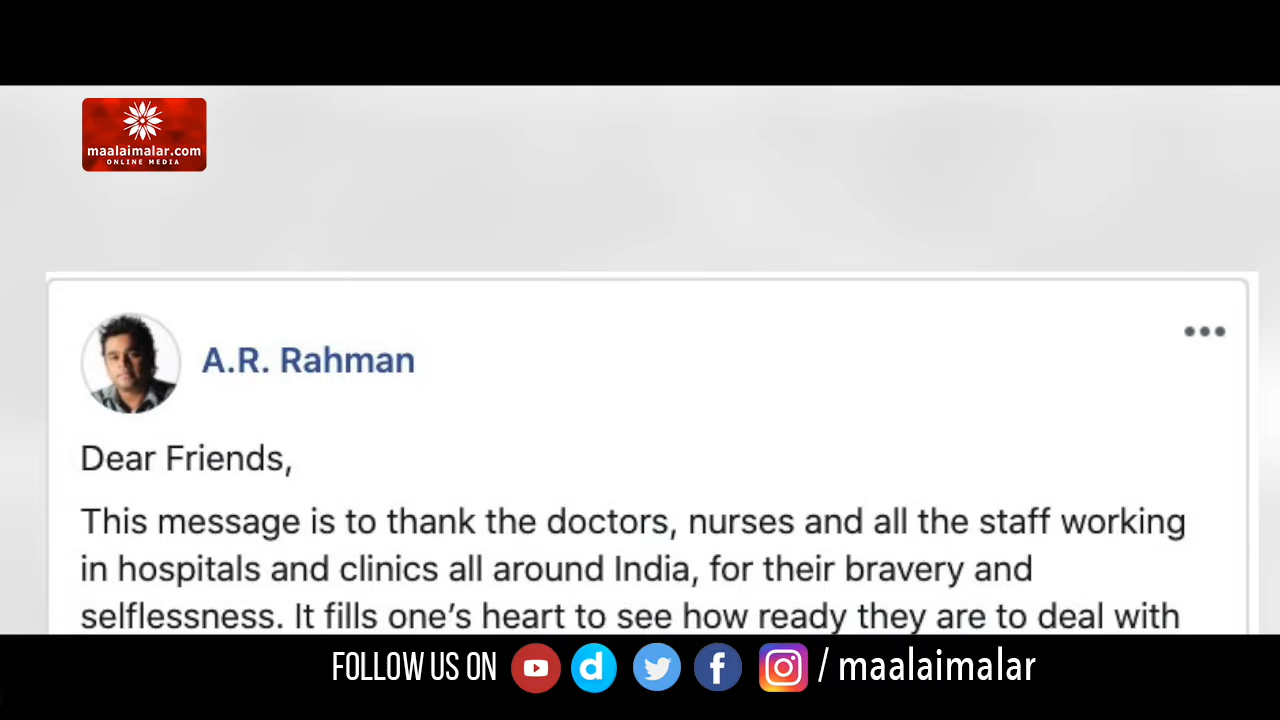 maalaimalar.com
ONLINE MEDIA
A.R. Rahman
Dear Friends,
This message is to thank the doctors, nurses and all the staff working
in hospitals and clinics all around India, for their bravery and
selflessness. It fills one’s heart to see how ready they are to deal with
FOLLOW US ON d f / maalaimalar